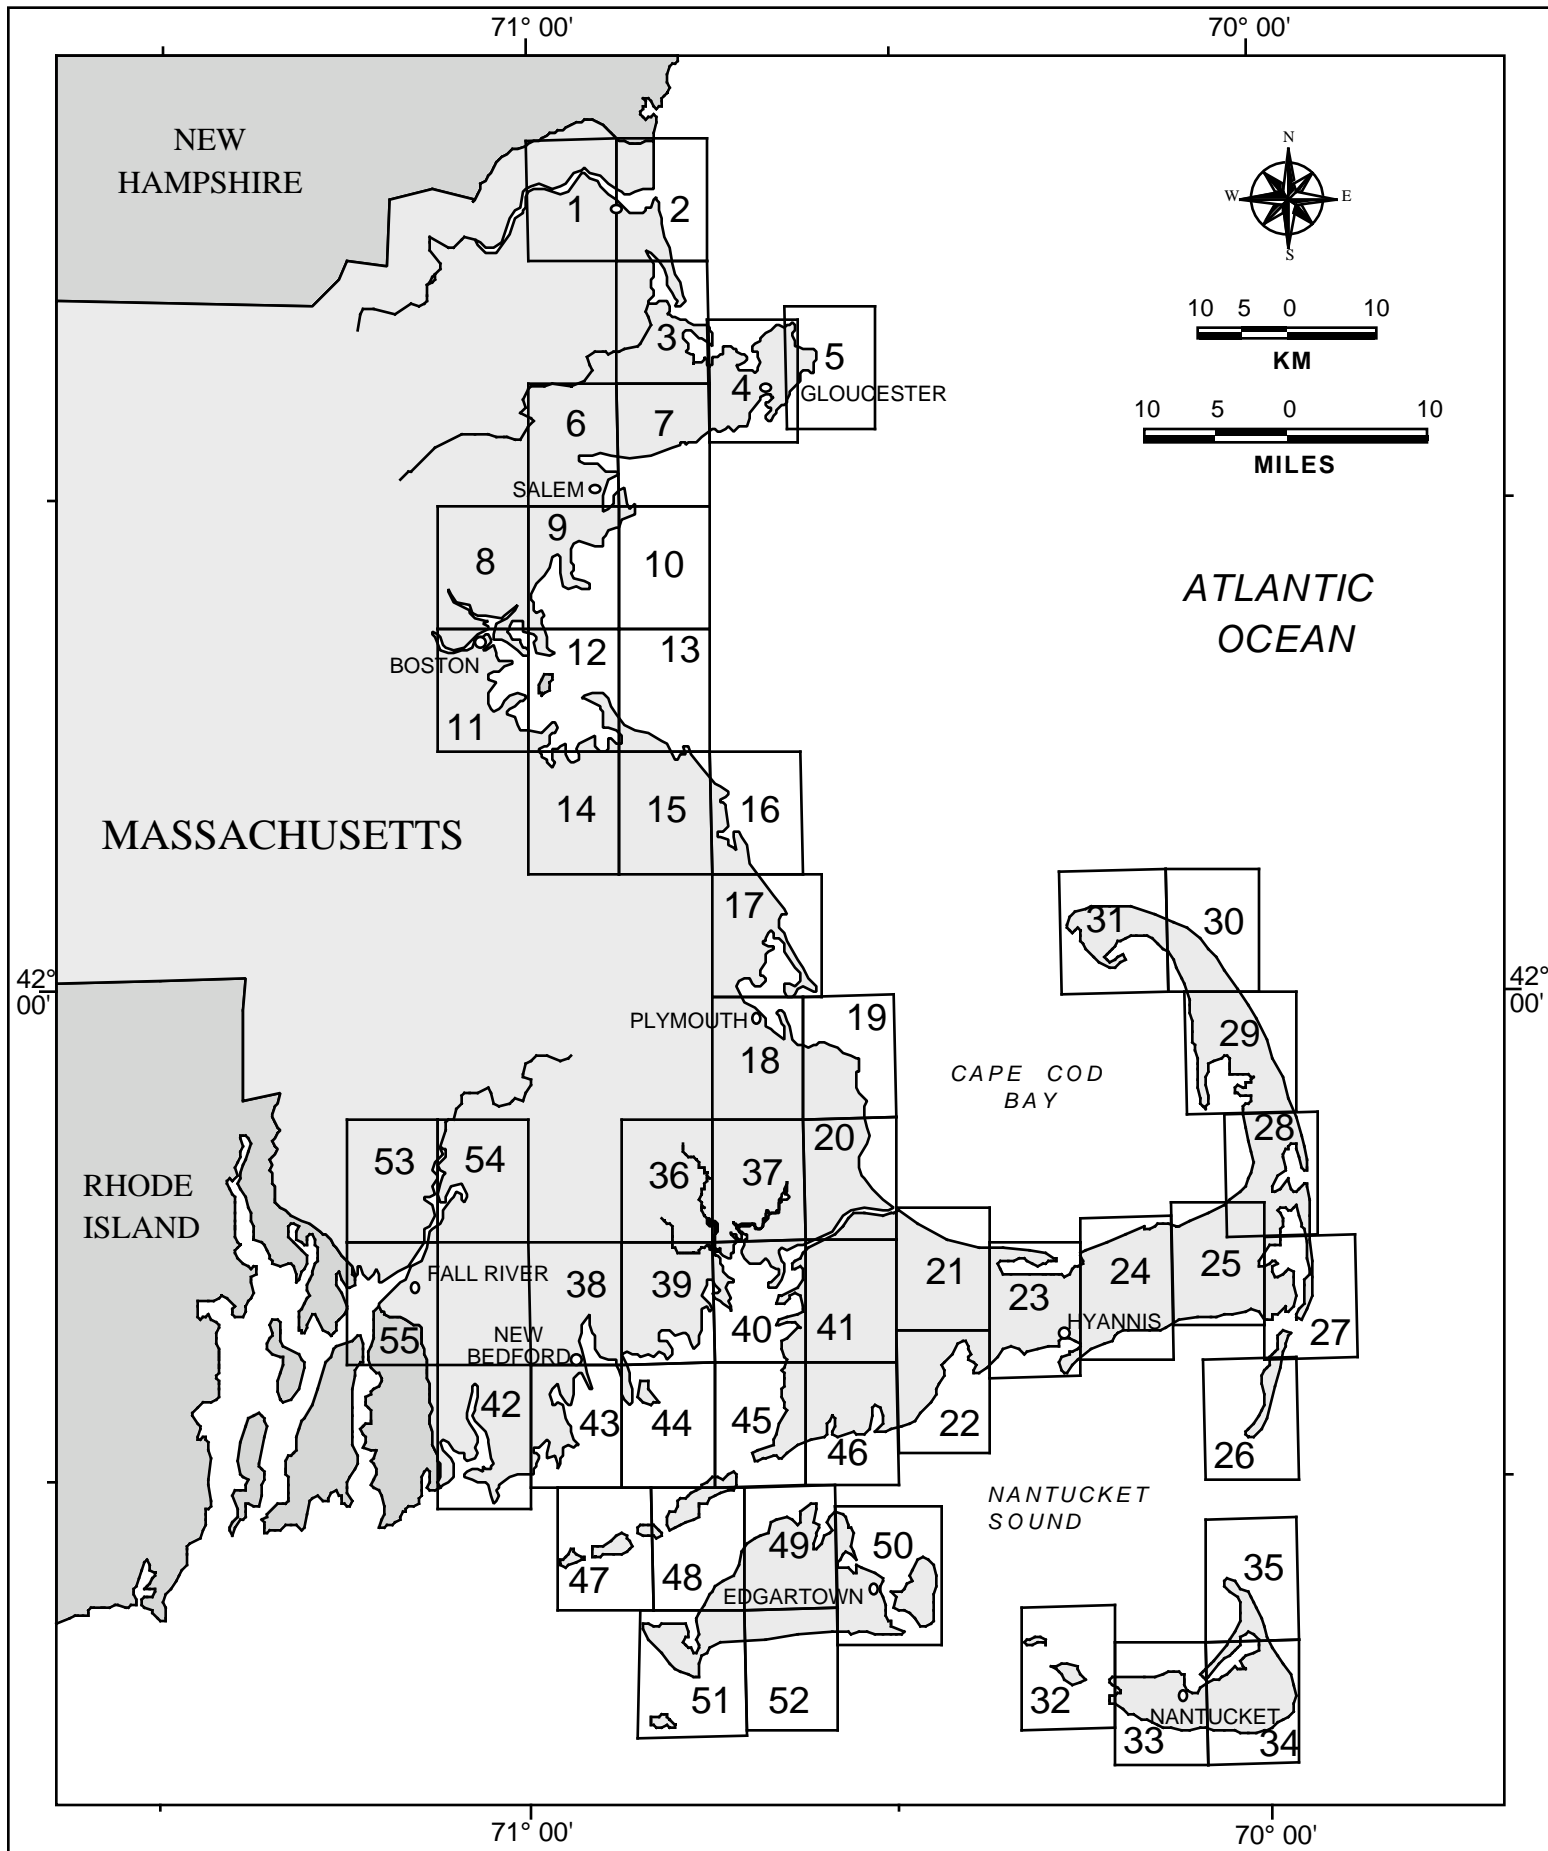 71° 00'
70° 00'
NEW
HAMPSHIRE
N
W
E
S
1
2
10 5 0 10
KM
3
4
5
GLOUCESTER
10 5 0 10
MILES
6
7
SALEM
8
9
10
ATLANTIC
OCEAN
BOSTON
11
12
13
MASSACHUSETTS
14
15
16
17
31
30
42°
00'
42°
00'
PLYMOUTH
18
19
29
CAPE COD
BAY
RHODE
ISLAND
53
54
36
37
20
28
FALL RIVER
38
39
40
41
21
23
24
25
HYANNIS
27
55
NEW
BEDFORD
42
43
44
45
46
22
26
NANTUCKET
SOUND
47
48
49
50
EDGARTOWN
35
51
52
32
33
NANTUCKET
34
71° 00'
70° 00'